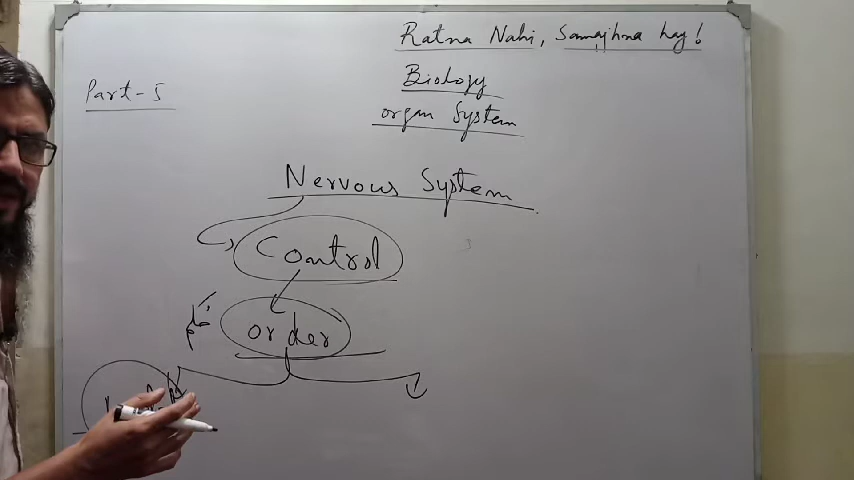 Ratna Nahi, Samajhna hay!
Biology
Part-5
organ System
Nervous System
Control
order